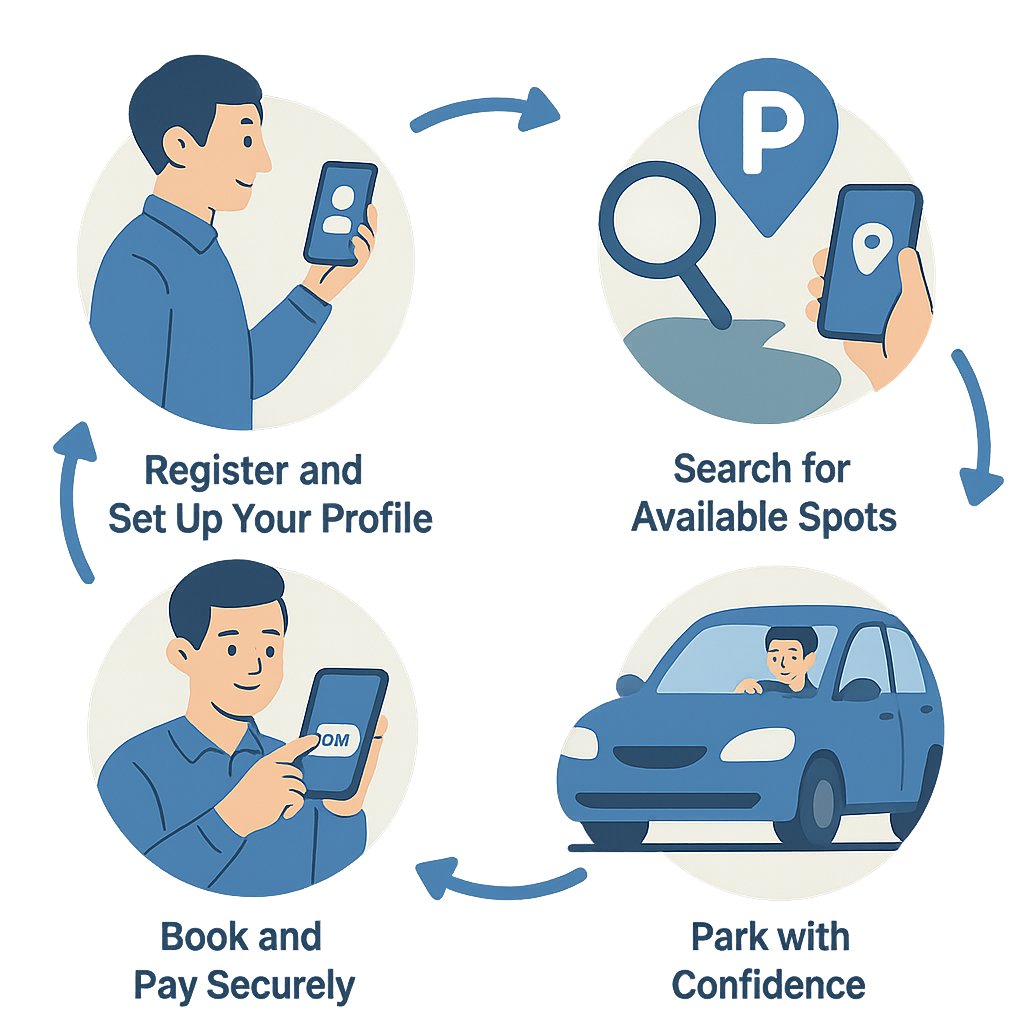 P
Register and
Set Up Your Profile
Search for
Available Spots
OM
Book and
Pay Securely
Park with
Confidence